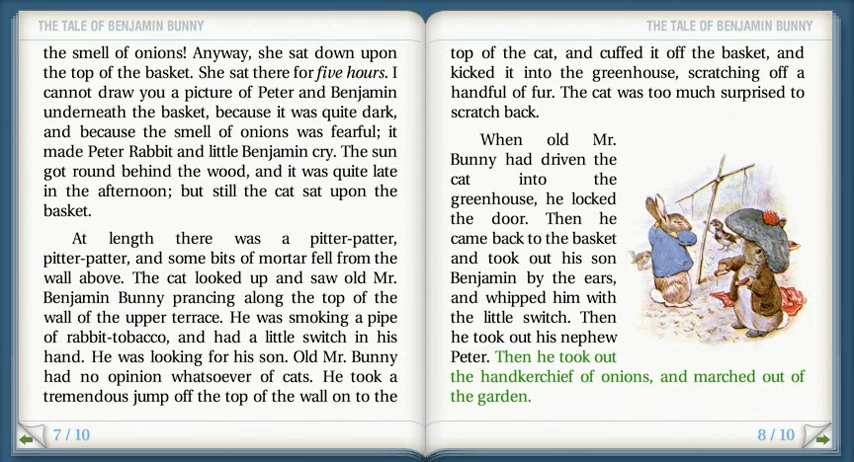 THE TALE OF BENJAMIN BUNNY
the smell of onions! Anyway, she sat down upon
the top of the basket. She sat there for five hours. I
cannot draw you a picture of Peter and Benjamin
underneath the basket, because it was quite dark,
and because the smell of onions was fearful; it
made Peter Rabbit and little Benjamin cry. The sun
got round behind the wood, and it was quite late
in the afternoon; but still the cat sat upon the
basket.
At length there was a pitter-patter,
pitter-patter, and some bits of mortar fell from the
wall above. The cat looked up and saw old Mr.
Benjamin Bunny prancing along the top of the
wall of the upper terrace. He was smoking a pipe
of rabbit-tobacco, and had a little switch in his
hand. He was looking for his son. Old Mr. Bunny
had no opinion whatsoever of cats. He took a
tremendous jump off the top of the wall on to the
7 / 10
THE TALE OF BENJAMIN BUNNY
top of the cat, and cuffed it off the basket, and
kicked it into the greenhouse, scratching off a
handful of fur. The cat was too much surprised to
scratch back.
When old Mr.
Bunny had driven the
cat into the
greenhouse, he locked
the door. Then he
came back to the basket
and took out his son
Benjamin by the ears,
and whipped him with
the little switch. Then
he took out his nephew
Peter. Then he took out
the handkerchief of onions, and marched out of
the garden.
8 / 10